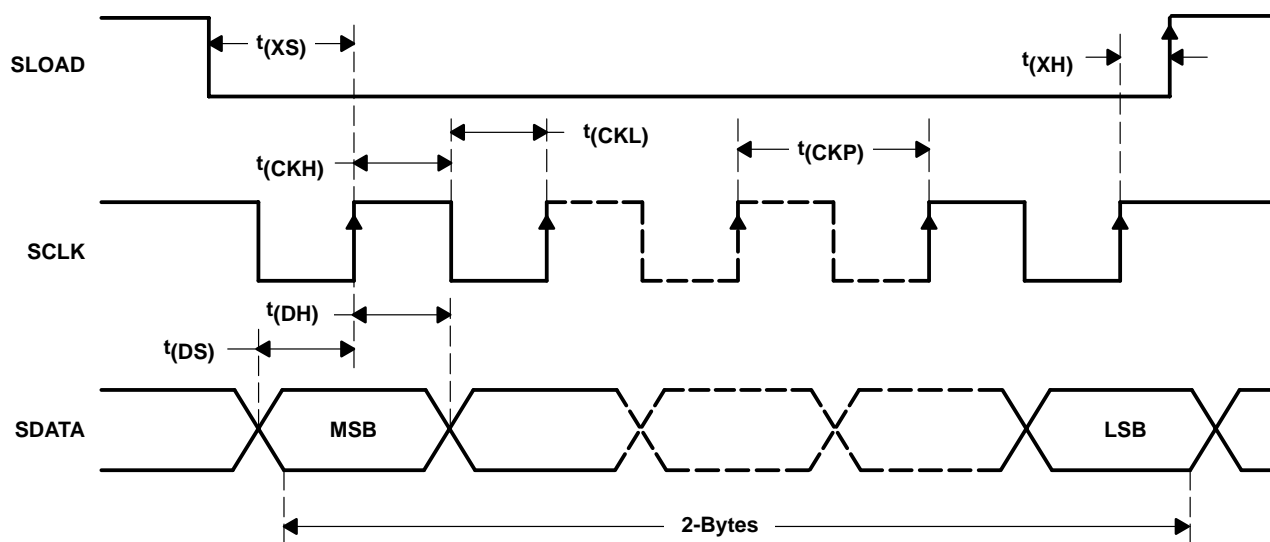 SLOAD
t(XS)
t(XH)
t(CKH)
t(CKL)
t(CKP)
SCLK
t(DH)
t(DS)
SDATA
MSB
LSB
2-Bytes